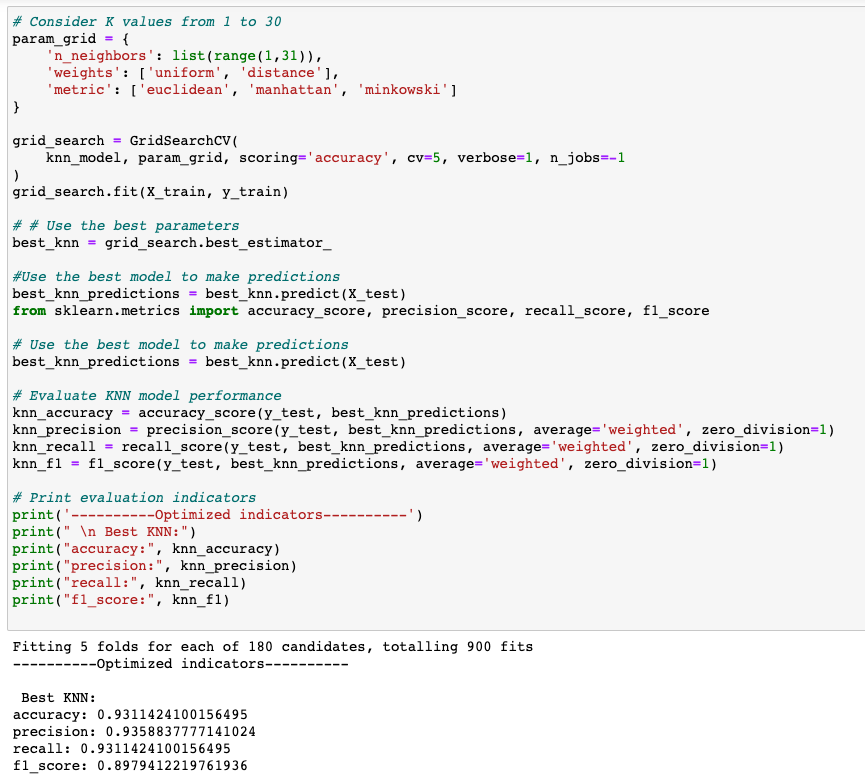 # Consider K values from 1 to 30
param_grid = {
    'n_neighbors': list(range(1,31)),
    'weights': ['uniform', 'distance'],
    'metric': ['euclidean', 'manhattan', 'minkowski']
}

grid_search = GridSearchCV(
    knn_model, param_grid, scoring='accuracy', cv=5, verbose=1, n_jobs=-1
)
grid_search.fit(X_train, y_train)

# # Use the best parameters
best_knn = grid_search.best_estimator_

#Use the best model to make predictions
best_knn_predictions = best_knn.predict(X_test)
from sklearn.metrics import accuracy_score, precision_score, recall_score, f1_score

# Use the best model to make predictions
best_knn_predictions = best_knn.predict(X_test)

# Evaluate KNN model performance
knn_accuracy = accuracy_score(y_test, best_knn_predictions)
knn_precision = precision_score(y_test, best_knn_predictions, average='weighted', zero_division=1)
knn_recall = recall_score(y_test, best_knn_predictions, average='weighted', zero_division=1)
knn_f1 = f1_score(y_test, best_knn_predictions, average='weighted', zero_division=1)

# Print evaluation indicators
print('----------Optimized indicators----------')
print(" \n Best KNN:")
print("accuracy:", knn_accuracy)
print("precision:", knn_precision)
print("recall:", knn_recall)
print("f1_score:", knn_f1)

Fitting 5 folds for each of 180 candidates, totalling 900 fits
----------Optimized indicators----------

 Best KNN:
accuracy: 0.9311424100156495
precision: 0.9358837777141024
recall: 0.9311424100156495
f1_score: 0.8979412219761936